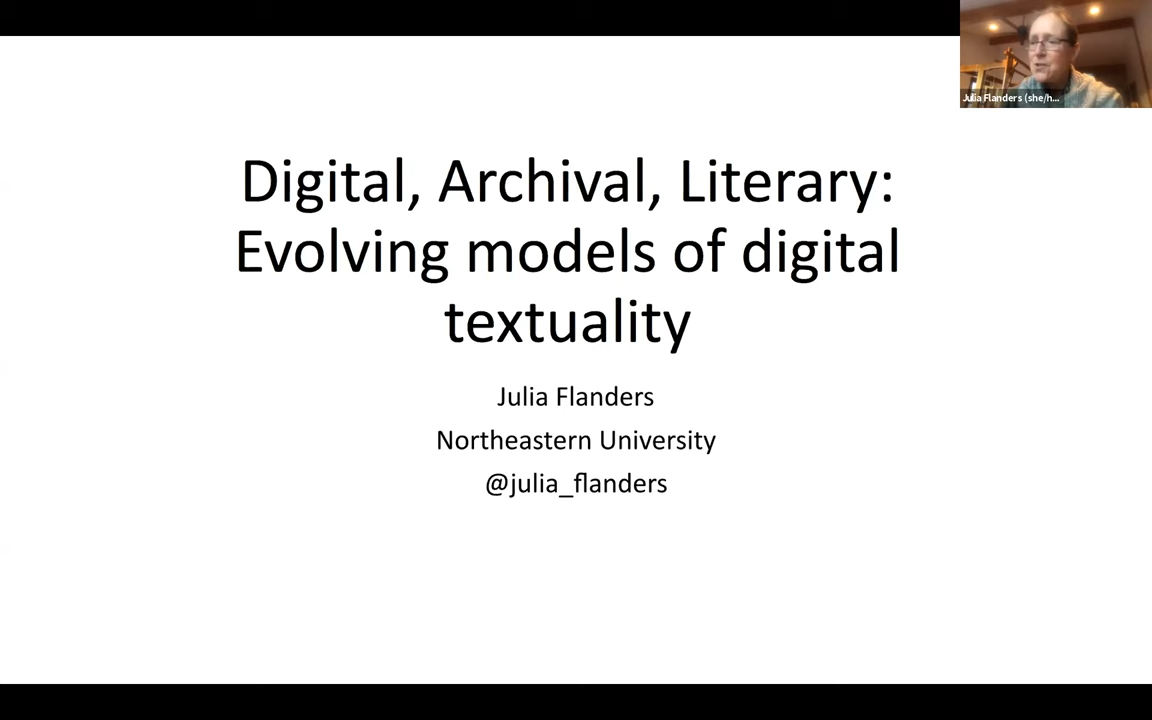 Julia Flanders (she/h...
Digital, Archival, Literary:
Evolving models of digital
textuality
Julia Flanders
Northeastern University
@julia_flanders